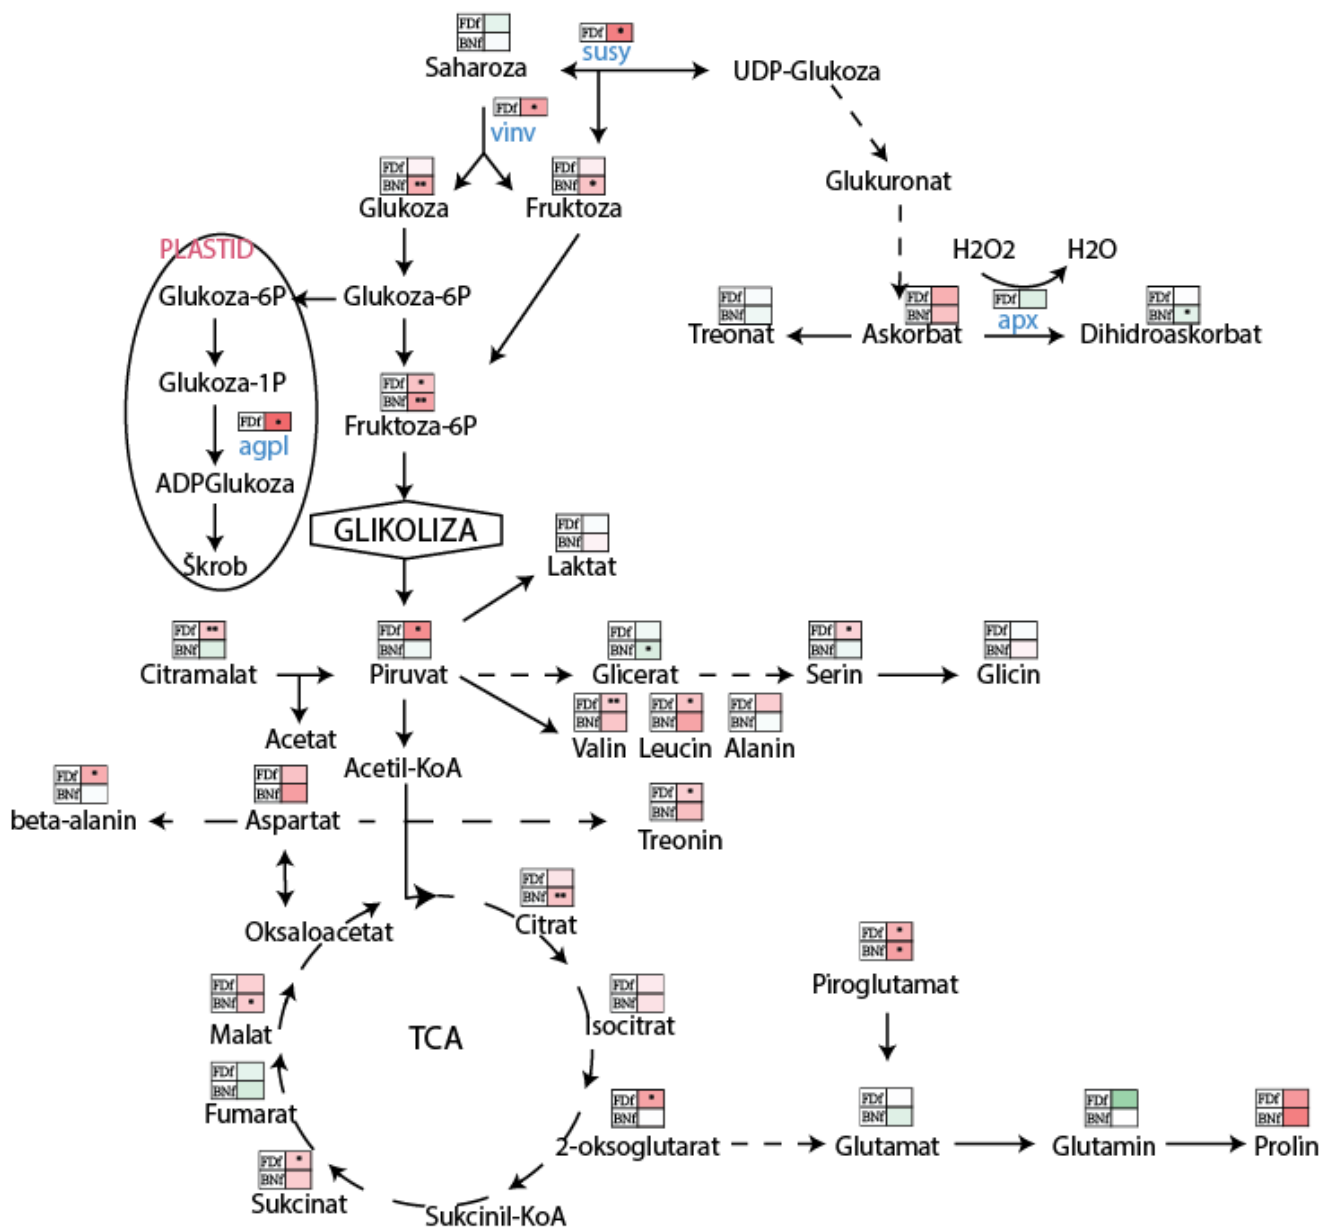 FDf
BNf
Saharoza
FDf *
susy
UDP-Glukoza
FDf *
vinv
FDf
BNf **
Glukoza
FDf
BNf *
Fruktoza
Glukuronat
PLASTID
Glukoza-6P
Glukoza-6P
H2O2
H2O
FDf
BNf
Treonat
FDf
BNf
Askorbat
FDf
apx
FDf
BNf *
Dihidroaskorbat
Glukoza-1P
FDf *
BNf **
Fruktoza-6P
FDf *
agpl
ADPGlukoza
Škrob
GLIKOLIZA
FDf
BNf
Laktat
FDf **
BNf
Citramalat
FDf *
BNf
Piruvat
FDf
BNf *
Glicerat
FDf *
BNf
Serin
FDf
BNf
Glicin
Acetat
FDf **
BNf
Valin
FDf *
BNf
Leucin
FDf
BNf
Alanin
Acetil-KoA
FDf *
BNf
beta-alanin
FDf
BNf
Aspartat
FDf *
BNf
Treonin
FDf
BNf **
Citrat
Oksaloacetat
FDf *
BNf *
Piroglutamat
FDf
BNf *
Malat
TCA
FDf
BNf
Isocitrat
FDf
BNf
Fumarat
FDf *
BNf
2-oksoglutarat
FDf
BNf
Glutamat
FDf
BNf
Glutamin
FDf
BNf
Prolin
FDf *
BNf
Sukcinat
Sukcinil-KoA